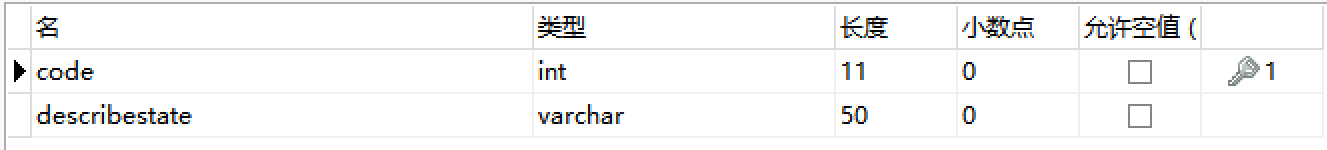 名 类型 长度 小数点 允许空值 (
code int 11 0 1
describestate varchar 50 0